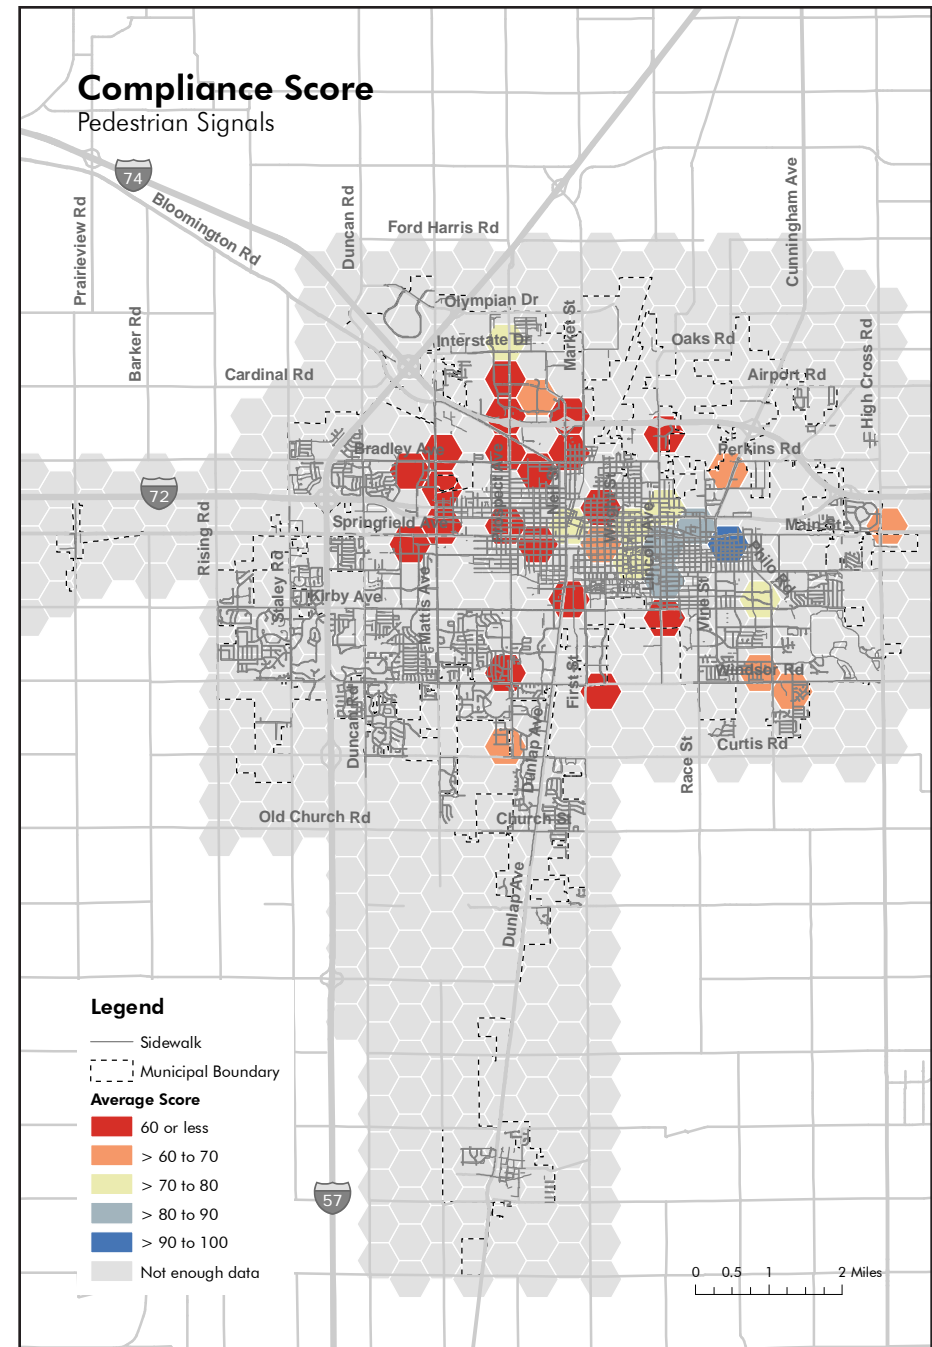 Compliance Score
Pedestrian Signals
74
Bloomington Rd
Prairieview Rd
Duncan Rd
Ford Harris Rd
Cunningham Ave
Barker Rd
Olympian Dr
Market St
Interstate Dr
Oaks Rd
High Cross Rd
Cardinal Rd
Airport Rd
Bradley Ave
Perkins Rd
72
Rising Rd
Springfield Ave
Main St
Philo Rd
Staley Rd
Kirby Ave
Mattis Ave
Vine St
Lincoln Ave
First St
Windsor Rd
Duncan Rd
Dunlap Ave
Race St
Curtis Rd
Old Church Rd
Church St
Dunlap Ave
Legend
Sidewalk
Municipal Boundary
Average Score
60 or less
> 60 to 70
> 70 to 80
> 80 to 90
> 90 to 100
Not enough data
57
0 0.5 1 2 Miles